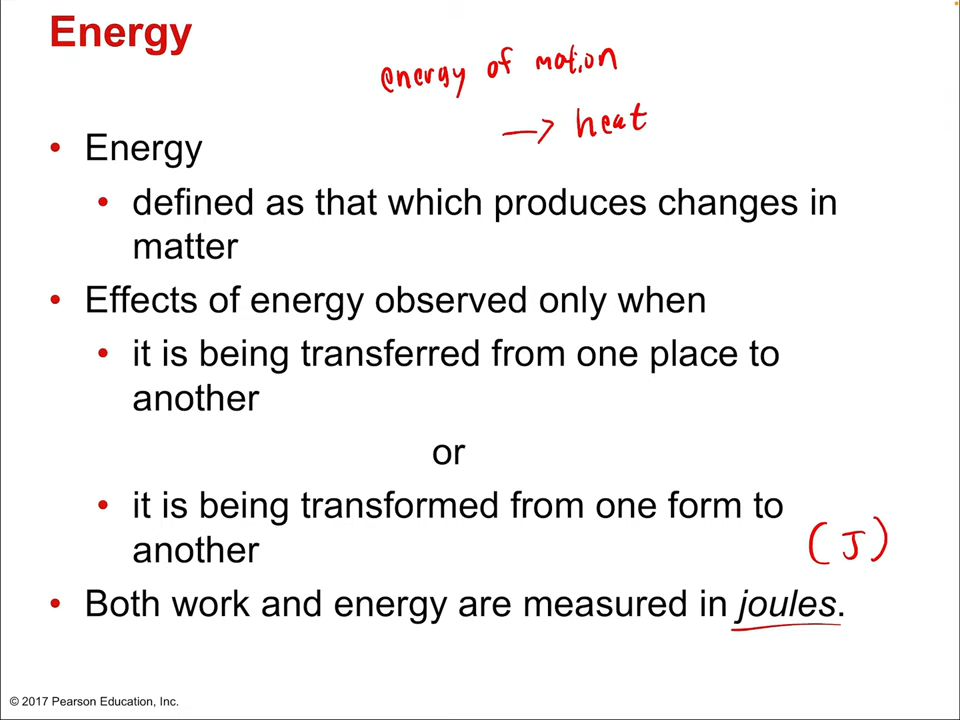 Energy
energy of motion
→ heat
• Energy
• defined as that which produces changes in
matter
• Effects of energy observed only when
• it is being transferred from one place to
another
or
• it is being transformed from one form to
another
(J)
• Both work and energy are measured in joules.
© 2017 Pearson Education, Inc.